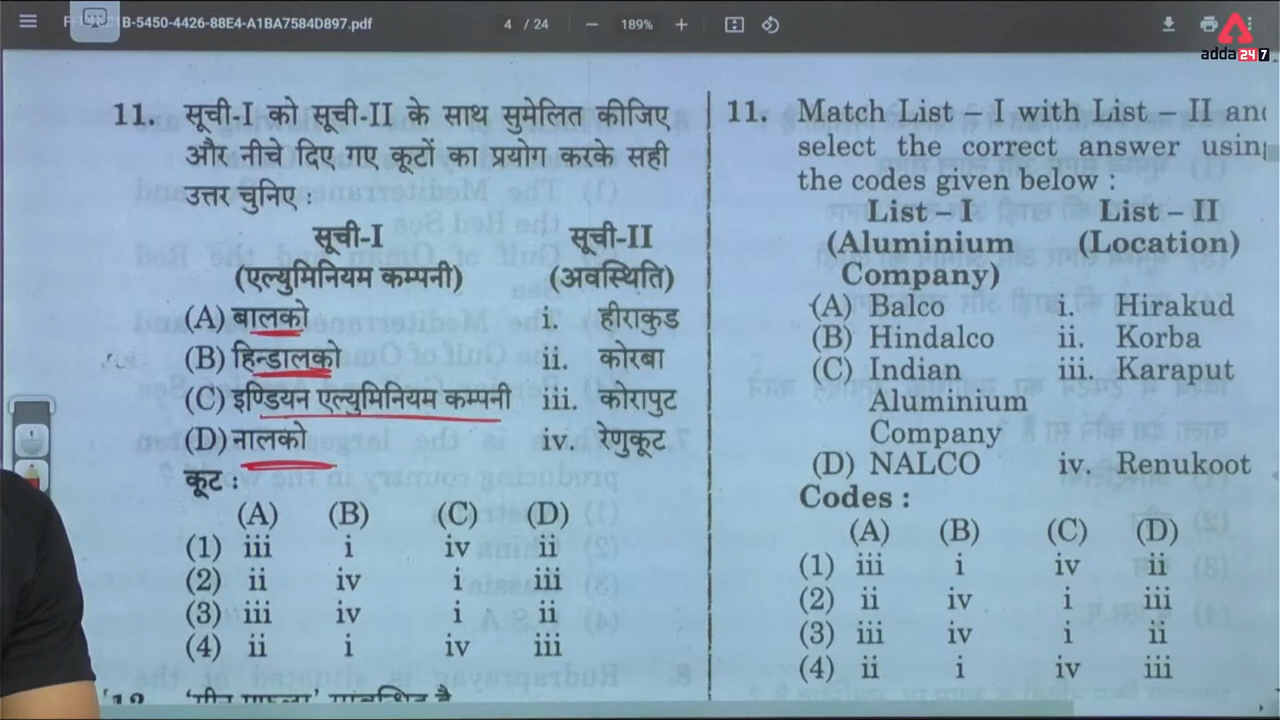 B-5450-4426-88E4-A1BA7584D897.pdf
4 / 24
189%
adda247
11. सूची-I को सूची-II के साथ सुमेलित कीजिए
और नीचे दिए गए कूटों का प्रयोग करके सही
उत्तर चुनिए :
सूची-I सूची-II
(एल्युमिनियम कम्पनी) (अवस्थिति)
(A) बालको i. हीराकुड
(B) हिन्डालको ii. कोरबा
(C) इण्डियन एल्युमिनियम कम्पनी iii. कोरापुट
(D) नालको iv. रेणुकूट
कूट :
(A) (B) (C) (D)
(1) iii i iv ii
(2) ii iv i iii
(3) iii iv i ii
(4) ii i iv iii
11. Match List – I with List – II and
select the correct answer using
the codes given below :
List – I List – II
(Aluminium (Location)
Company)
(A) Balco i. Hirakud
(B) Hindalco ii. Korba
(C) Indian iii. Karaput
Aluminium
Company
(D) NALCO iv. Renukoot
Codes :
(A) (B) (C) (D)
(1) iii i iv ii
(2) ii iv i iii
(3) iii iv i ii
(4) ii i iv iii